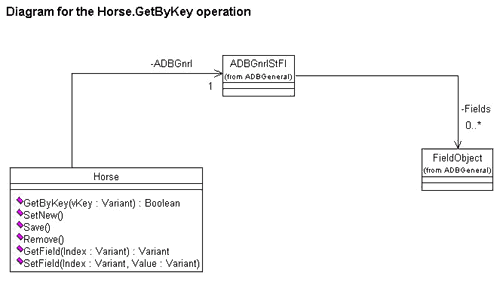 Diagram for the Horse.GetByKey operation
-ADBGnrl
1
ADBGnrlStFl
(from ADBGeneral)
-Fields
0..*
FieldObject
(from ADBGeneral)
Horse
GetByKey(vKey : Variant) : Boolean
SetNew()
Save()
Remove()
GetField(Index : Variant) : Variant
SetField(Index : Variant, Value : Variant)